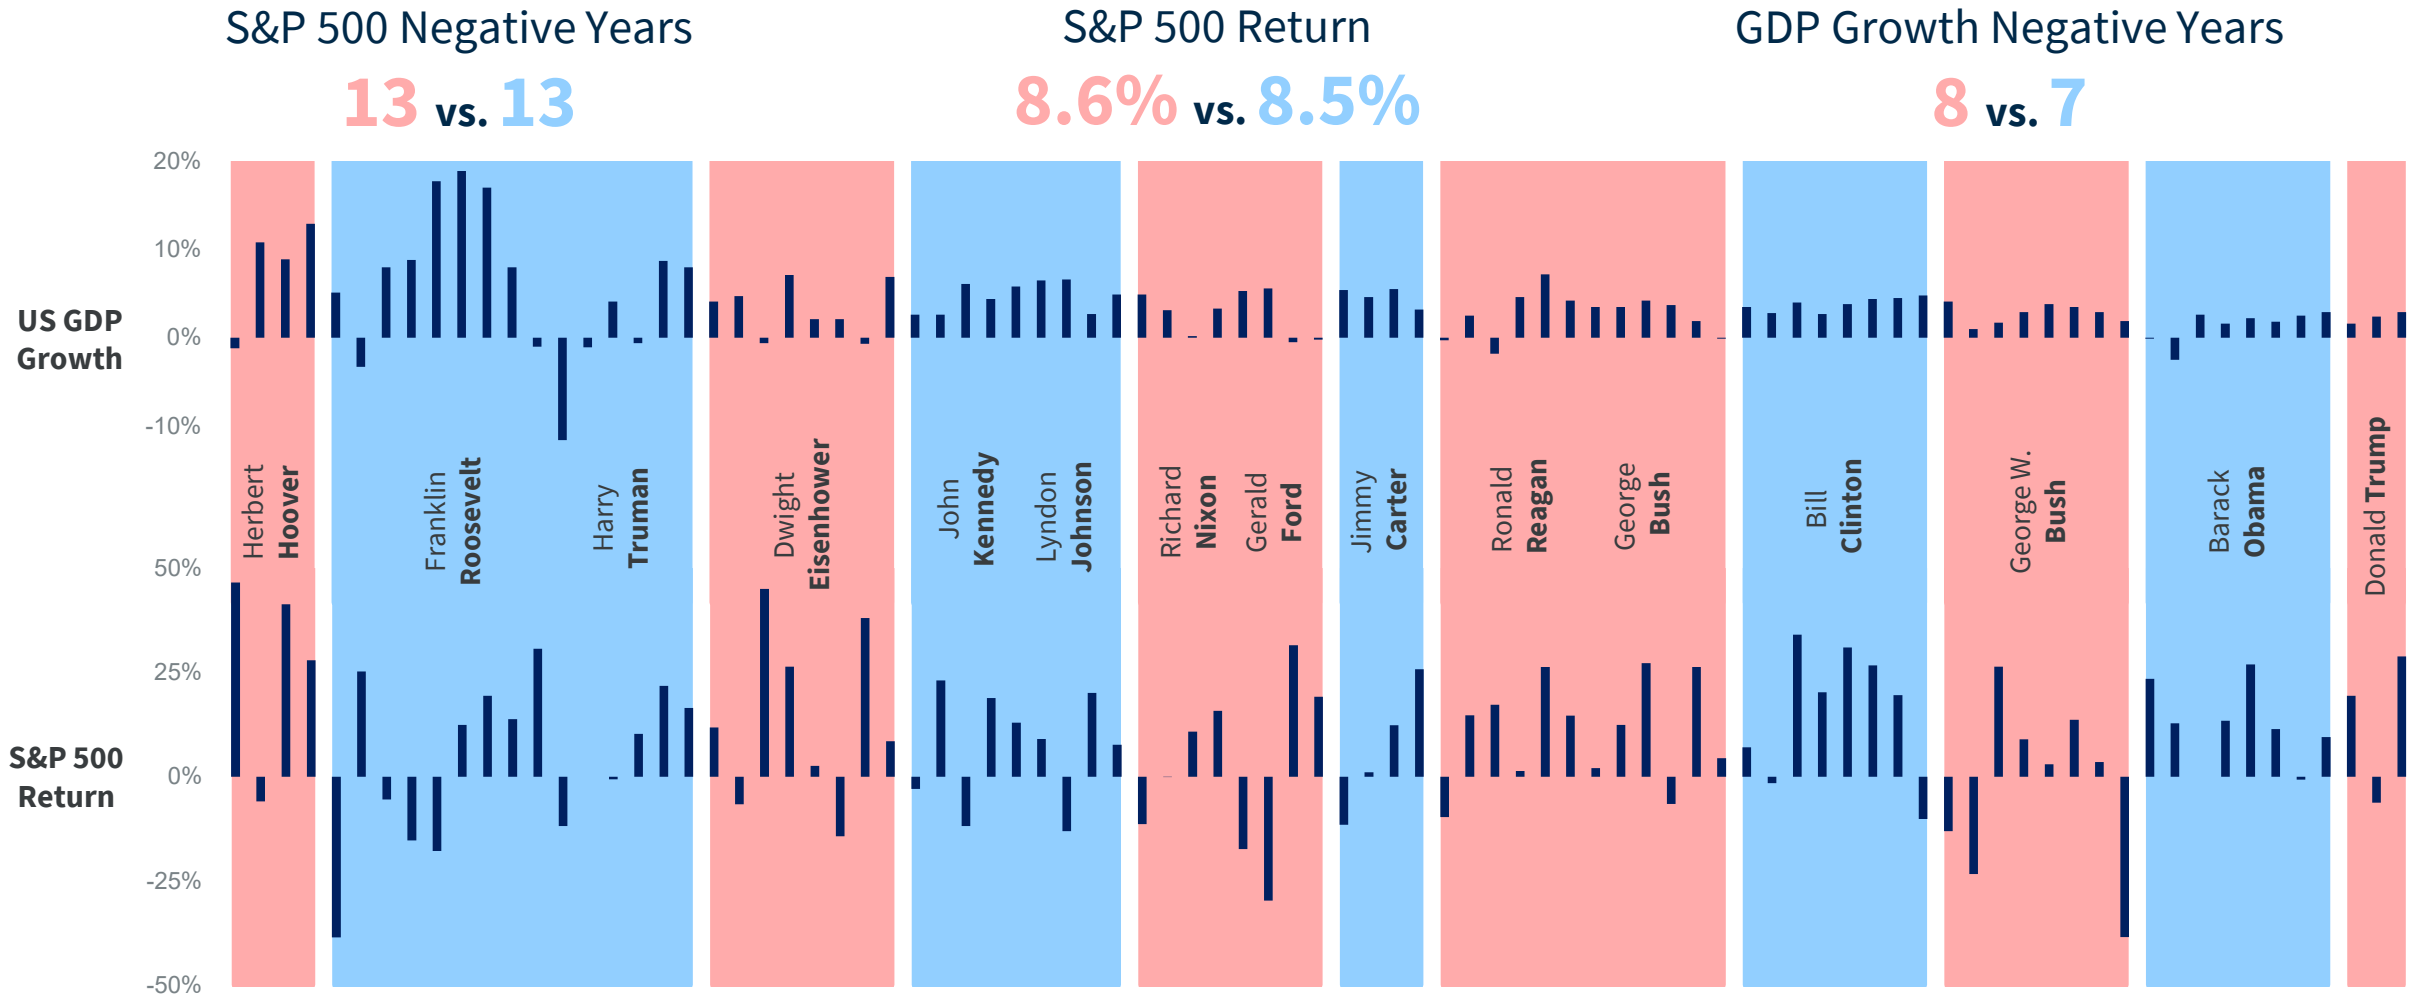 S&P 500 Negative Years
13 vs. 13
S&P 500 Return
8.6% vs. 8.5%
GDP Growth Negative Years
8 vs. 7
US GDP
Growth
20%
10%
0%
-10%
Herbert
Hoover
Franklin
Roosevelt
Harry
Truman
Dwight
Eisenhower
John
Kennedy
Lyndon
Johnson
Richard
Nixon
Gerald
Ford
Jimmy
Carter
Ronald
Reagan
George
Bush
Bill
Clinton
George W.
Bush
Barack
Obama
Donald Trump
S&P 500
Return
50%
25%
0%
-25%
-50%